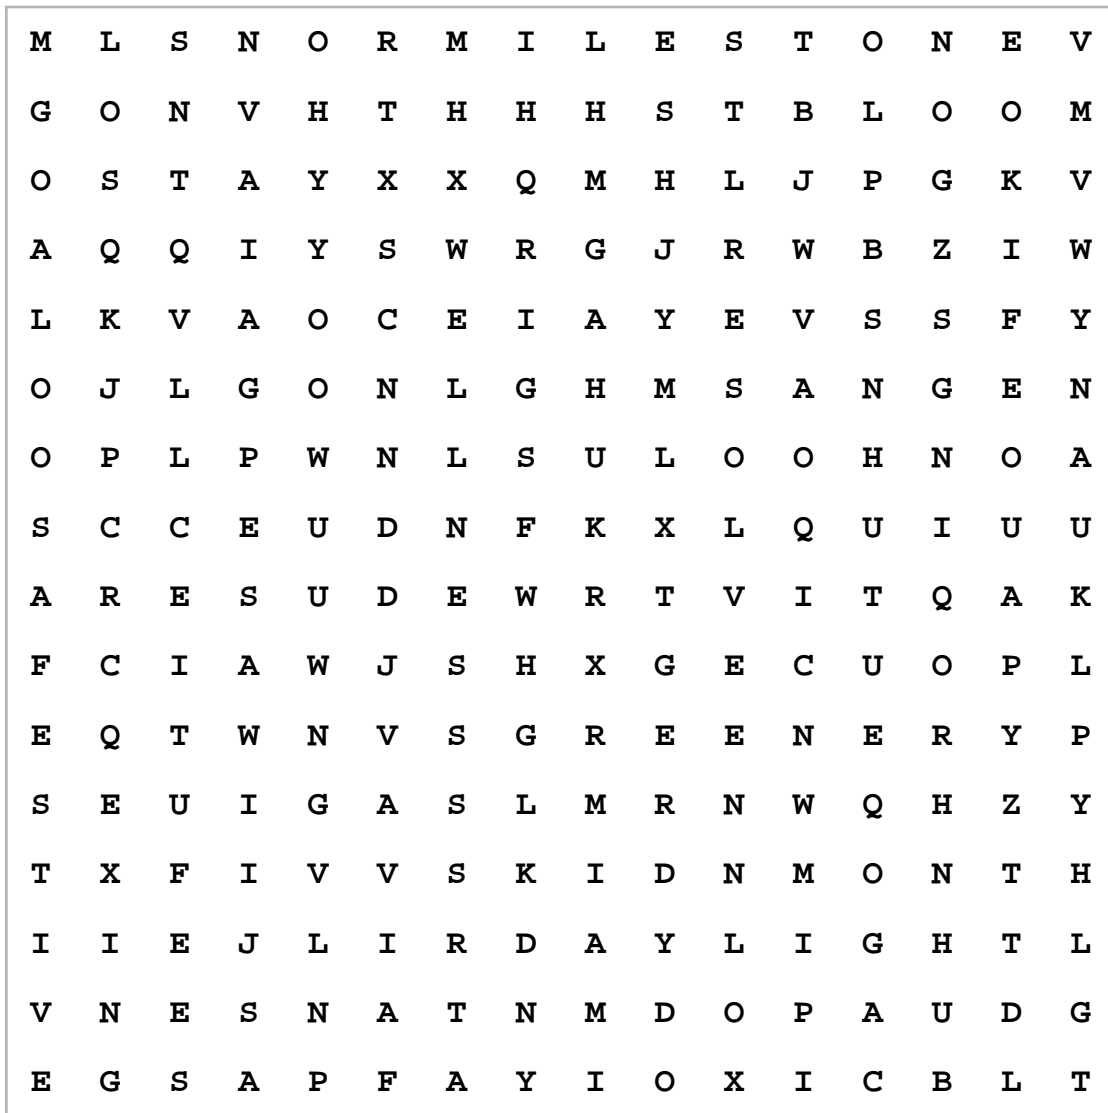 M L S N O R M I L E S T O N E V
G O N V H T H H H S T B L O O M
O S T A Y X X Q M H L J P G K V
A Q Q I Y S W R G J R W B Z I W
L K V A O C E I A Y E V S S F Y
O J L G O N L G H M S A N G E N
O P L P W N L S U L O O H N O A
S C C E U D N F K X L Q U I U U
A R E S U D E W R T V I T Q A K
F C I A W J S H X G E C U O P L
E Q T W N V S G R E E N E R Y P
S E U I G A S L M R N W Q H Z Y
T X F I V V S K I D N M O N T H
I I E J L I R D A Y L I G H T L
V N E S N A T N M D O P A U D G
E G S A P F A Y I O X I C B L T